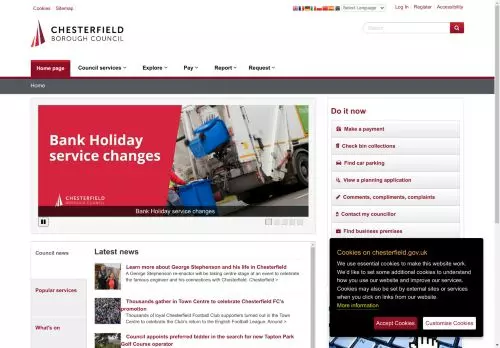 Cookies Sitemap
Select Language
Log In Register Accessibility
CHESTERFIELD
BOROUGH COUNCIL
Search
Home page
Council services
Explore
Pay
Report
Request
Home
Bank Holiday
service changes
CHESTERFIELD
BOROUGH COUNCIL
Bank Holiday service changes
Do it now
Make a payment
Check bin collections
Find car parking
View a planning application
Comments, compliments, complaints
Contact my councillor
Find business premises
Council news
Popular services
What's on
Latest news
Learn more about George Stephenson and his life in Chesterfield
A George Stephenson re-enactor will be taking centre stage at an event to celebrate
the famous engineer and his connections with Chesterfield. Chesterfield >
Thousands gather in Town Centre to celebrate Chesterfield FC's
promotion
Thousands of loyal Chesterfield Football Club supporters turned out in the Town
Centre to celebrate the Club's return to the English Football League. Around >
Council appoints preferred bidder in the search for new Tapton Park
Golf Course operator
Cookies on chesterfield.gov.uk
We use essential cookies to make this website work.
We'd like to set some additional cookies to understand
how you use our website and improve our services.
Cookies may also be set by external sites or services
when you click on links from our website.
More information
Accept Cookies
Customise Cookies